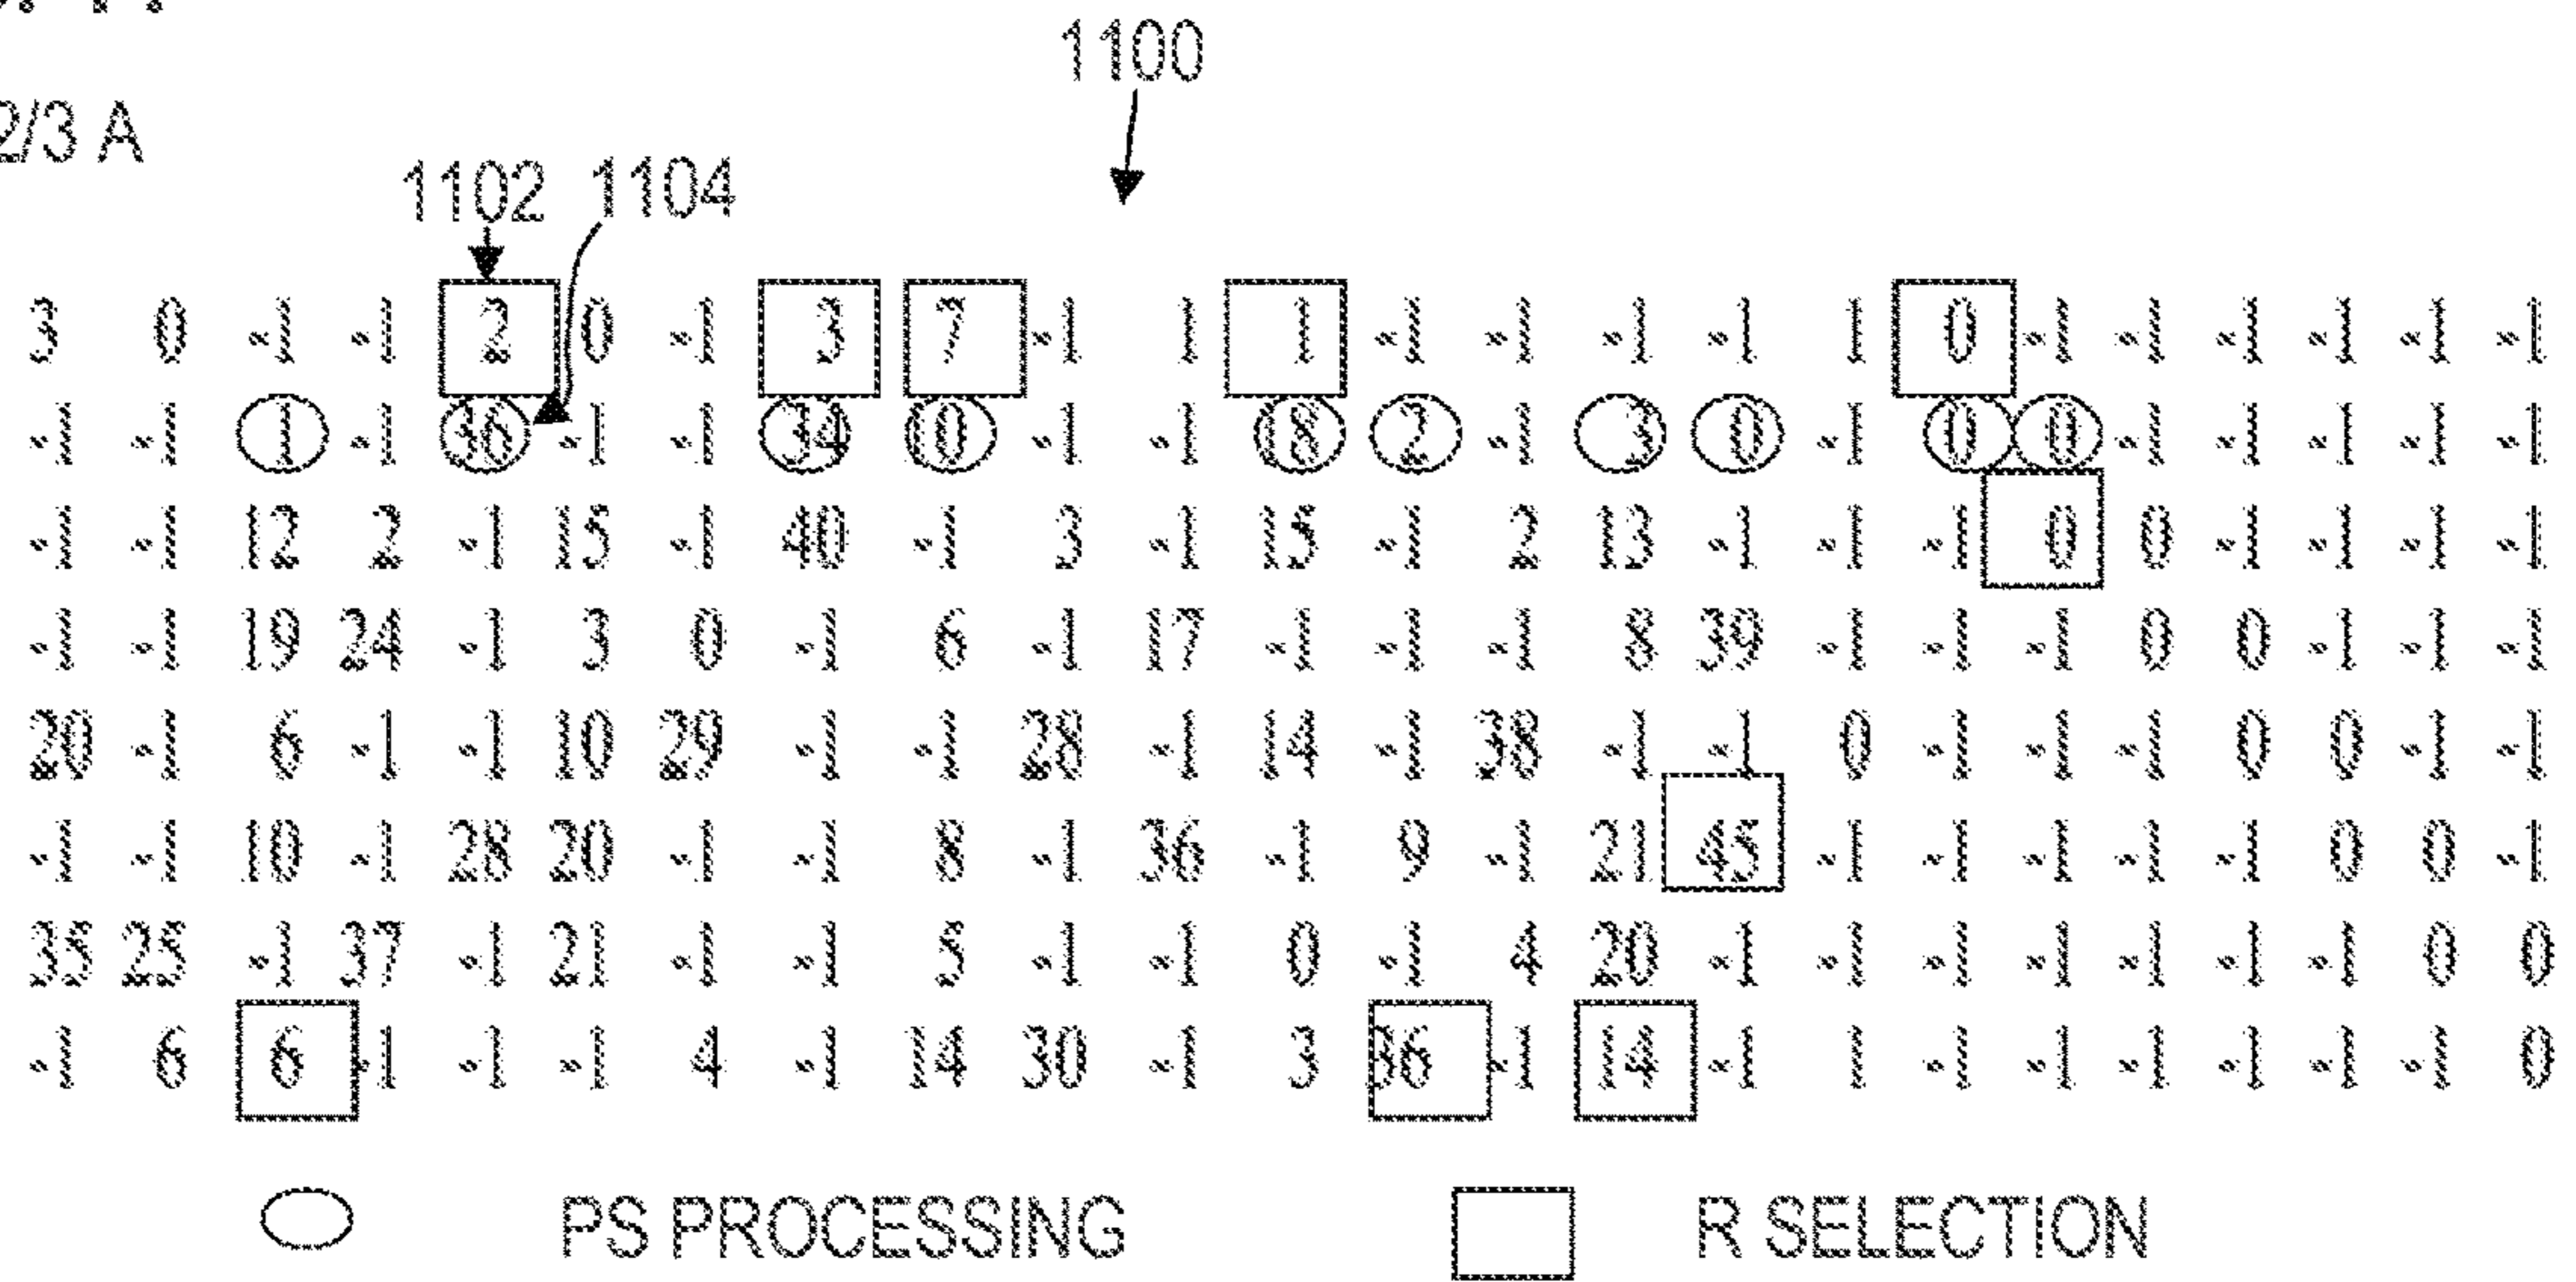 1100
2/3 A
1102 1104
3 0 -1 -1 2 0 -1 3 7 -1 1 1 -1 -1 -1 -1 1 0 -1 -1 -1 -1 -1 -1
-1 -1 1 -1 36 -1 -1 34 10 -1 -1 18 2 -1 3 0 -1 0 0 -1 -1 -1 -1 -1
-1 -1 12 2 -1 15 -1 40 -1 3 -1 15 -1 2 13 -1 -1 -1 0 0 -1 -1 -1 -1
-1 -1 19 24 -1 3 0 -1 6 -1 17 -1 -1 -1 8 39 -1 -1 -1 0 0 -1 -1 -1
20 -1 6 -1 -1 10 29 -1 -1 28 -1 14 -1 38 -1 -1 0 -1 -1 -1 0 0 -1 -1
-1 -1 10 -1 28 20 -1 -1 8 -1 36 -1 9 -1 21 45 -1 -1 -1 -1 -1 0 0 -1
35 25 -1 37 -1 21 -1 -1 5 -1 -1 0 -1 4 20 -1 -1 -1 -1 -1 -1 -1 0 0
-1 6 6 -1 -1 -1 4 -1 14 30 -1 3 36 -1 14 -1 1 -1 -1 -1 -1 -1 -1 0
PS PROCESSING R SELECTION